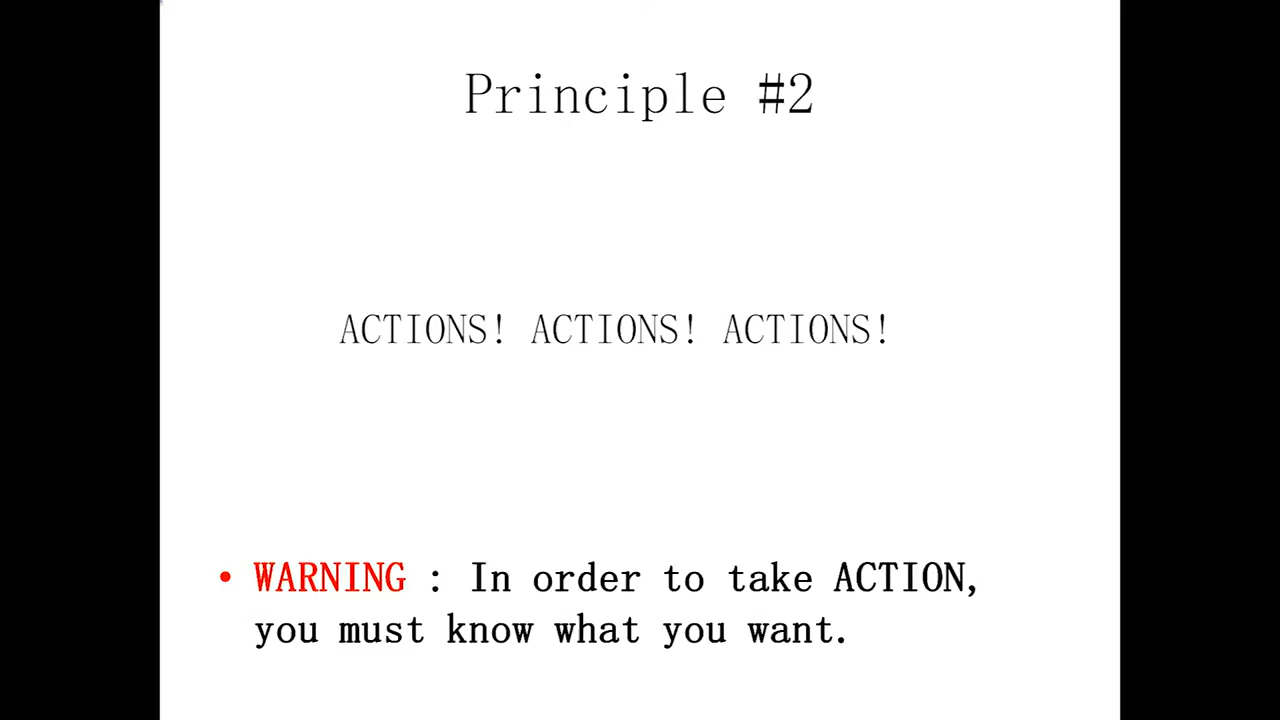 Principle #2
ACTIONS! ACTIONS! ACTIONS!
• WARNING : In order to take ACTION,
you must know what you want.